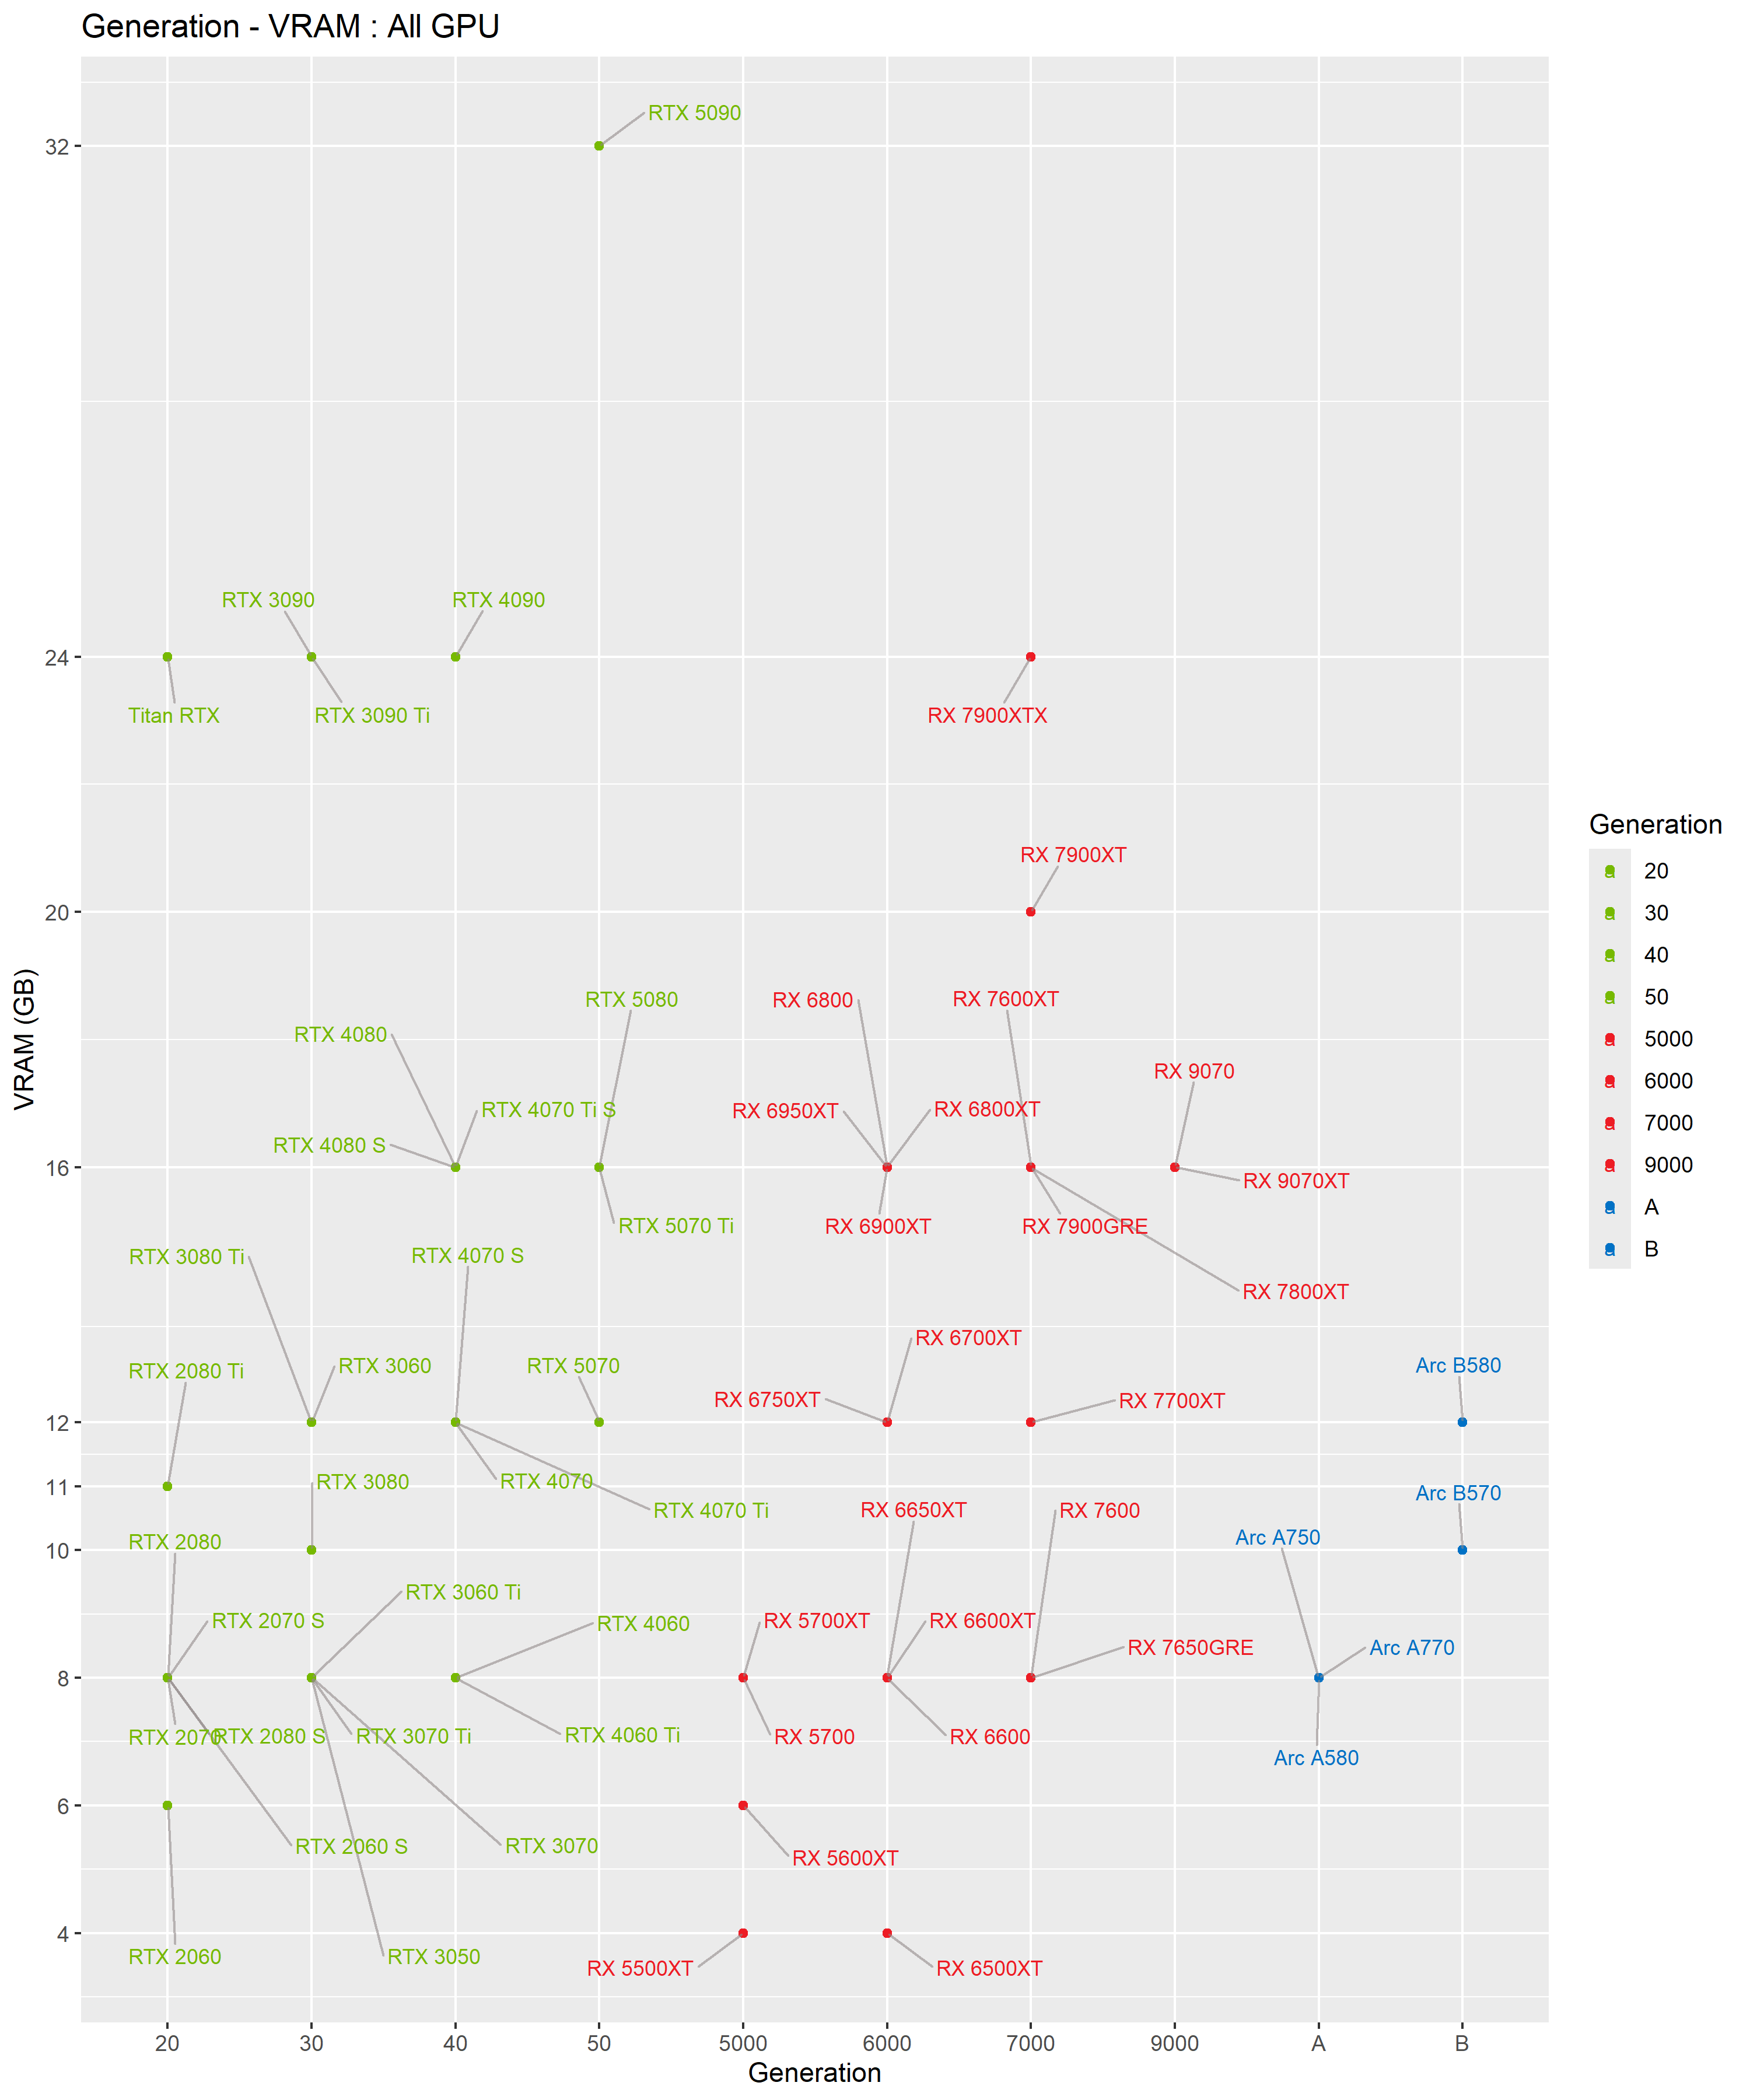 Generation - VRAM : All GPU
RTX 5090
32
RTX 3090
RTX 4090
24
Titan RTX
RTX 3090 Ti
RX 7900XTX
RX 7900XT
20
RTX 5080
RX 6800
RX 7600XT
RTX 4080
RX 9070
RTX 4070 Ti S
RX 6950XT
RX 6800XT
RTX 4080 S
16
RX 9070XT
RTX 5070 Ti
RX 6900XT
RX 7900GRE
RTX 3080 Ti
RTX 4070 S
RX 7800XT
RX 6700XT
RTX 2080 Ti
RTX 3060
RTX 5070
Arc B580
RX 6750XT
RX 7700XT
12
RTX 3080
RTX 4070
11
Arc B570
RTX 4070 Ti
RX 6650XT
RX 7600
Arc A750
RTX 2080
10
RTX 3060 Ti
RTX 2070 S
RTX 4060
RX 5700XT
RX 6600XT
RX 7650GRE
Arc A770
8
RTX 2070
RTX 2080 S
RTX 3070 Ti
RTX 4060 Ti
RX 5700
RX 6600
Arc A580
6
RTX 2060 S
RTX 3070
RX 5600XT
4
RTX 2060
RTX 3050
RX 5500XT
RX 6500XT
20 30 40 50 5000 6000 7000 9000 A B
Generation
VRAM (GB)
Generation
a 20
a 30
a 40
a 50
a 5000
a 6000
a 7000
a 9000
a A
a B